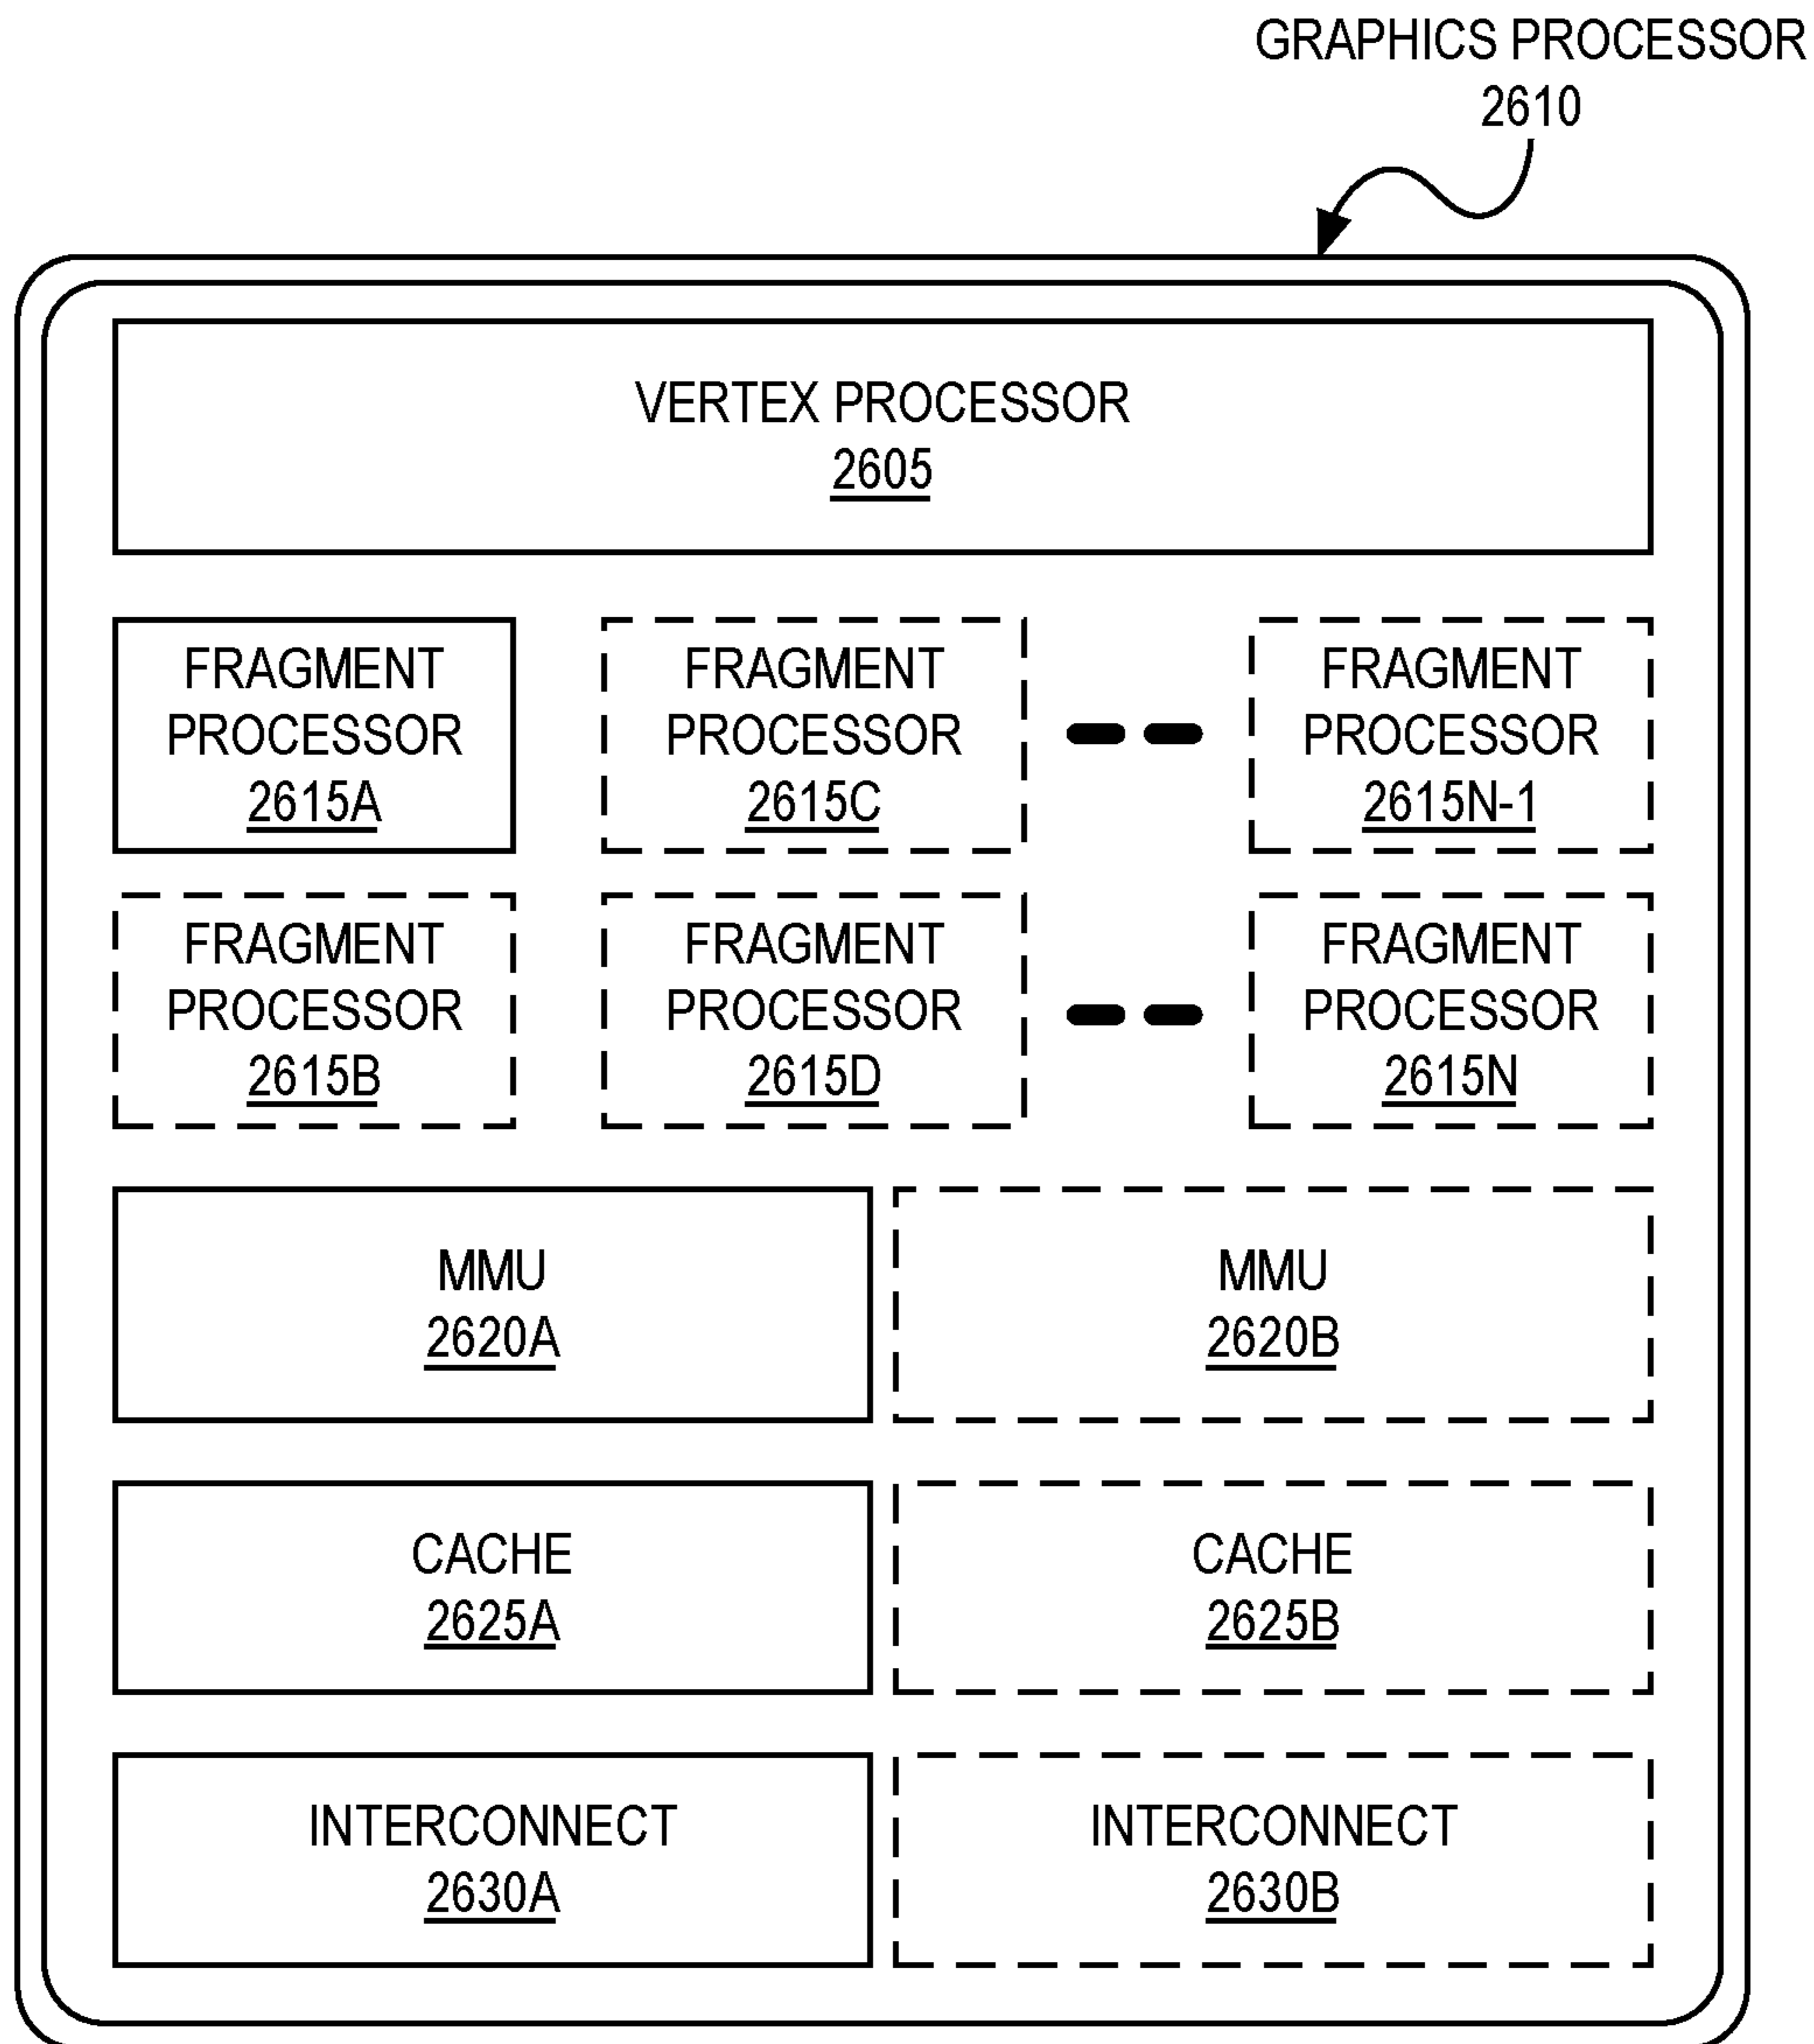 GRAPHICS PROCESSOR
2610
VERTEX PROCESSOR
2605
FRAGMENT
PROCESSOR
2615A
FRAGMENT
PROCESSOR
2615C
FRAGMENT
PROCESSOR
2615N-1
FRAGMENT
PROCESSOR
2615B
FRAGMENT
PROCESSOR
2615D
FRAGMENT
PROCESSOR
2615N
MMU
2620A
MMU
2620B
CACHE
2625A
CACHE
2625B
INTERCONNECT
2630A
INTERCONNECT
2630B